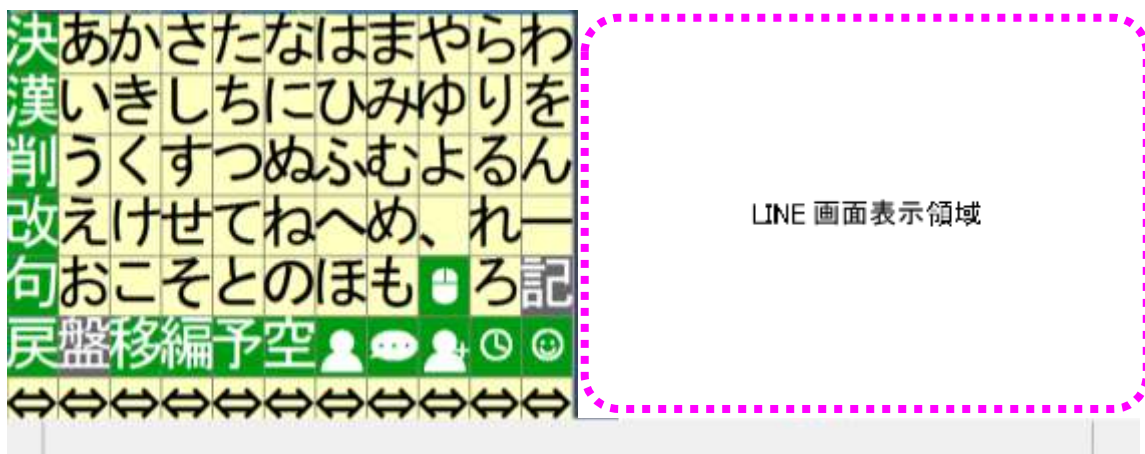 決あかさたなはまやらわ
漢いきしちにひみゆりを
削うくすつぬふむよるん
改えけせてねへめ、れー
句おこそとのほもろ記
戻盤移編予空
⇔⇔⇔⇔⇔⇔⇔⇔⇔⇔⇔
LINE 画面表示領域